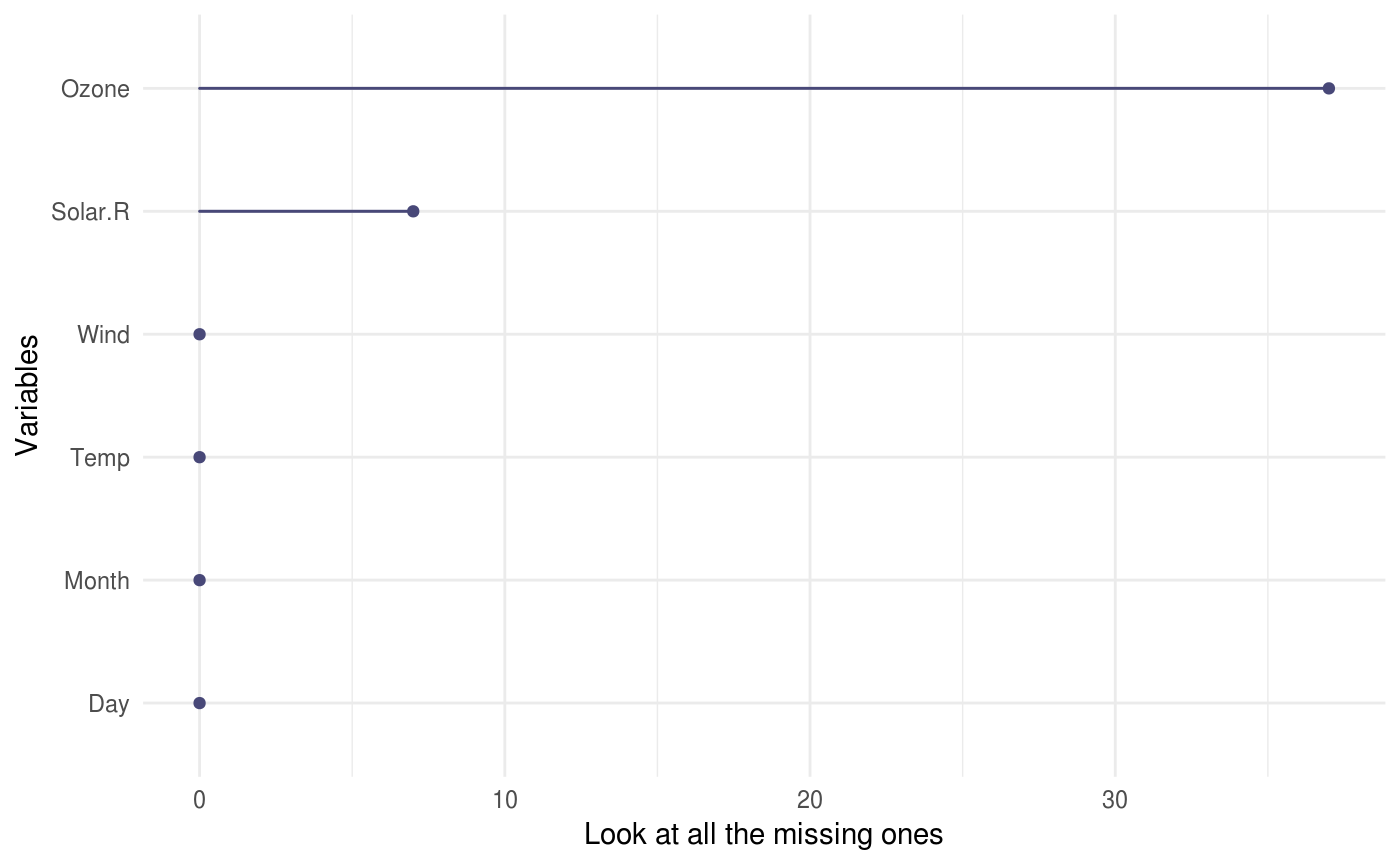 Ozone
Solar.R
Wind
Temp
Month
Day
Variables
0 10 20 30
Look at all the missing ones